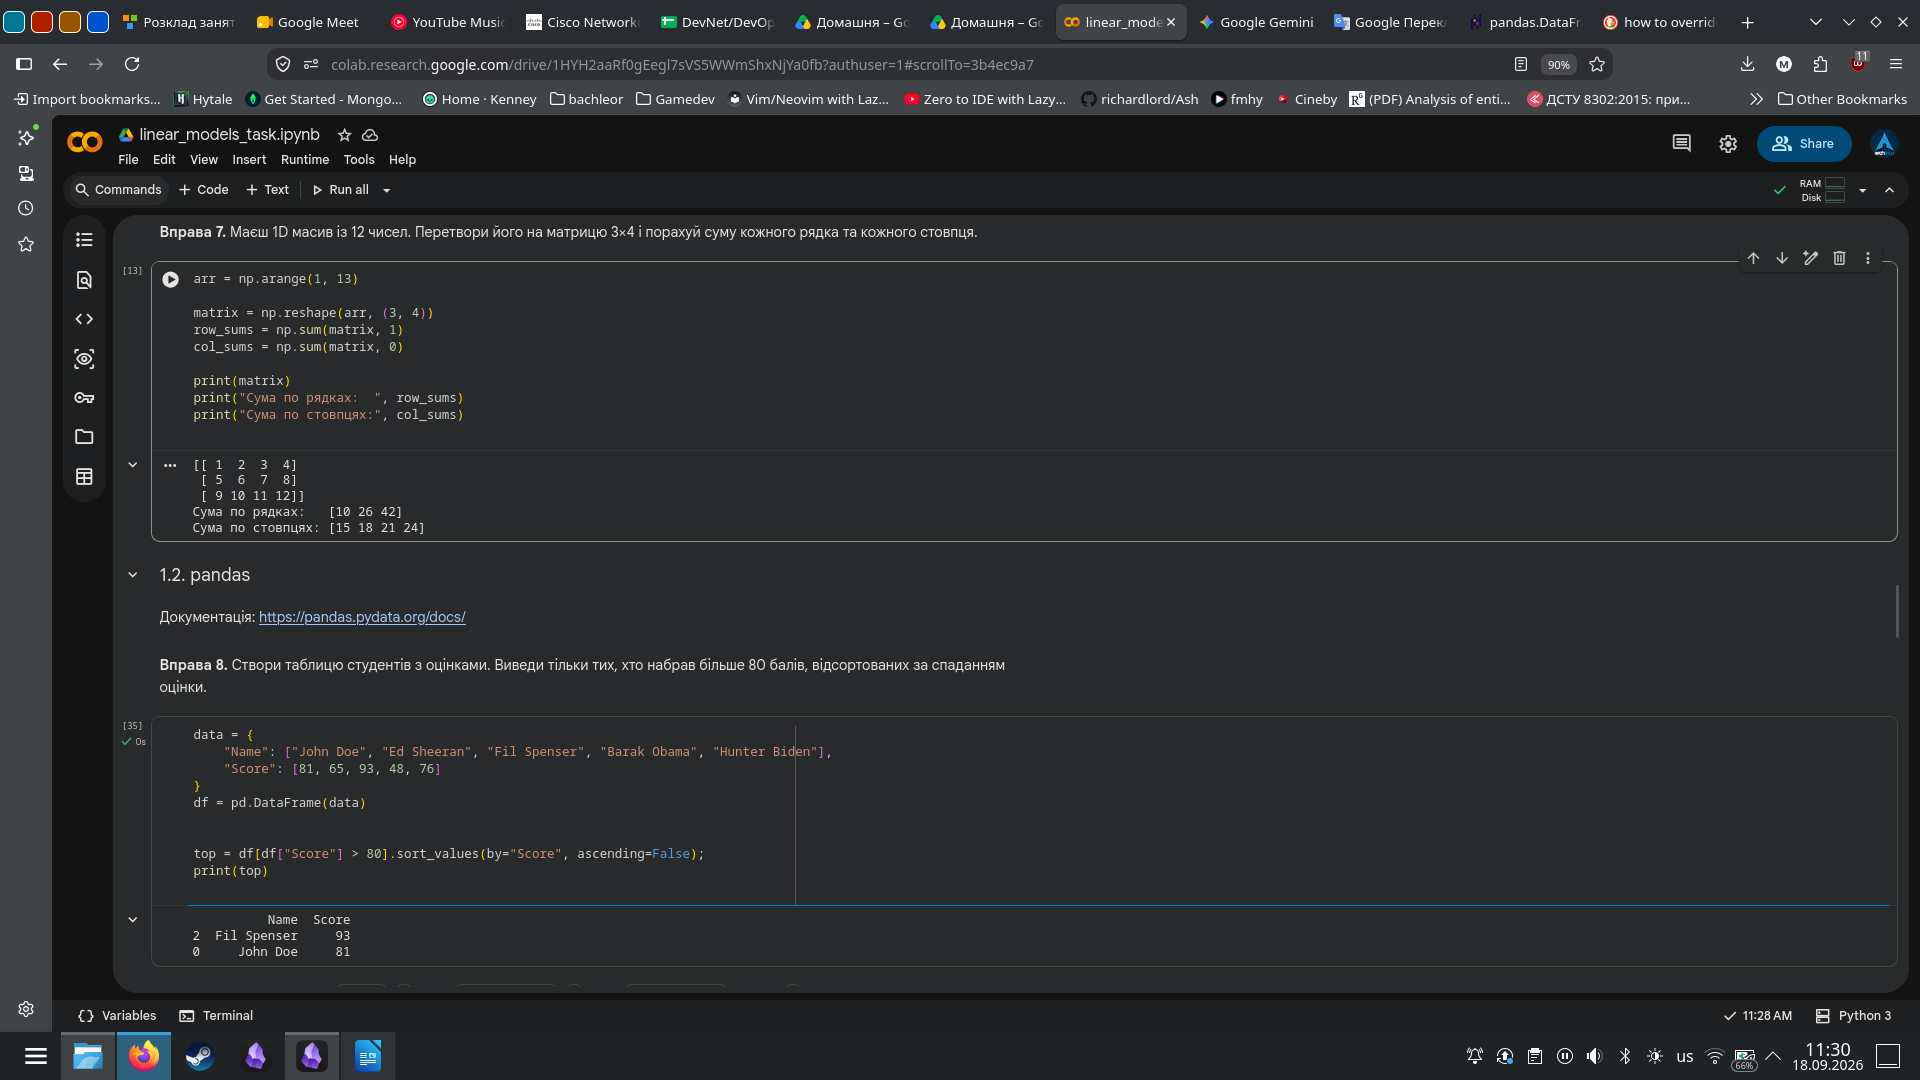 Розклад занят
Google Meet
YouTube Music
Cisco Networki
DevNet/DevOp
Домашня – Go
Домашня – Go
linear_mode
Google Gemini
Google Перекл
pandas.DataFr
how to overrid
colab.research.google.com/drive/1HYH2aaRf0gEegl7sVS5WWmShxNjYa0fb?authuser=1#scrollTo=3b4ec9a7
90%
11
Import bookmarks...
Hytale
Get Started - Mongo...
Home · Kenney
bachleor
Gamedev
Vim/Neovim with Laz...
Zero to IDE with Lazy...
richardlord/Ash
fmhy
Cineby
(PDF) Analysis of enti...
ДСТУ 8302:2015: при...
Other Bookmarks
linear_models_task.ipynb
File Edit View Insert Runtime Tools Help
Share
Commands + Code + Text Run all
RAM
Disk
Вправа 7. Маєш 1D масив із 12 чисел. Перетвори його на матрицю 3×4 і порахуй суму кожного рядка та кожного стовпця.
[13]
arr = np.arange(1, 13)
matrix = np.reshape(arr, (3, 4))
row_sums = np.sum(matrix, 1)
col_sums = np.sum(matrix, 0)
print(matrix)
print("Сума по рядках:  ", row_sums)
print("Сума по стовпцях:", col_sums)
[[ 1  2  3  4]
[ 5  6  7  8]
[ 9 10 11 12]]
Сума по рядках:   [10 26 42]
Сума по стовпцях: [15 18 21 24]
1.2. pandas
Документація: https://pandas.pydata.org/docs/
Вправа 8. Створи таблицю студентів з оцінками. Виведи тільки тих, хто набрав більше 80 балів, відсортованих за спаданням
оцінки.
[35]
0s
data = {
"Name": ["John Doe", "Ed Sheeran", "Fil Spenser", "Barak Obama", "Hunter Biden"],
"Score": [81, 65, 93, 48, 76]
}
df = pd.DataFrame(data)
top = df[df["Score"] > 80].sort_values(by="Score", ascending=False);
print(top)
Name  Score
2  Fil Spenser     93
0     John Doe     81
Variables
Terminal
11:28 AM
Python 3
us
66%
11:30
18.09.2026